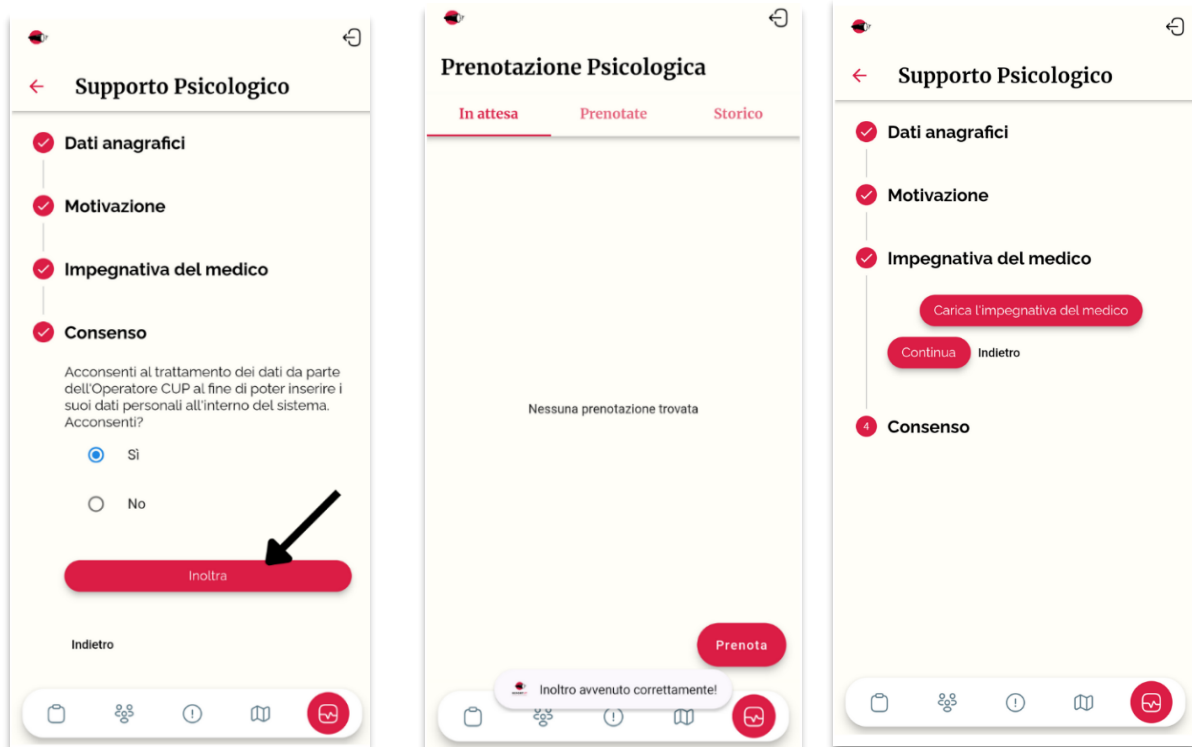 Supporto Psicologico
Dati anagrafici
Motivazione
Impegnativa del medico
Consenso
Acconsenti al trattamento dei dati da parte
dell'Operatore CUP al fine di poter inserire i
suoi dati personali all'interno del sistema.
Acconsenti?
Sì
No
Inoltra
Indietro
Prenotazione Psicologica
In attesa Prenotate Storico
Nessuna prenotazione trovata
Prenota
Inoltro avvenuto correttamente!
Supporto Psicologico
Dati anagrafici
Motivazione
Impegnativa del medico
Carica l'impegnativa del medico
Continua Indietro
4 Consenso